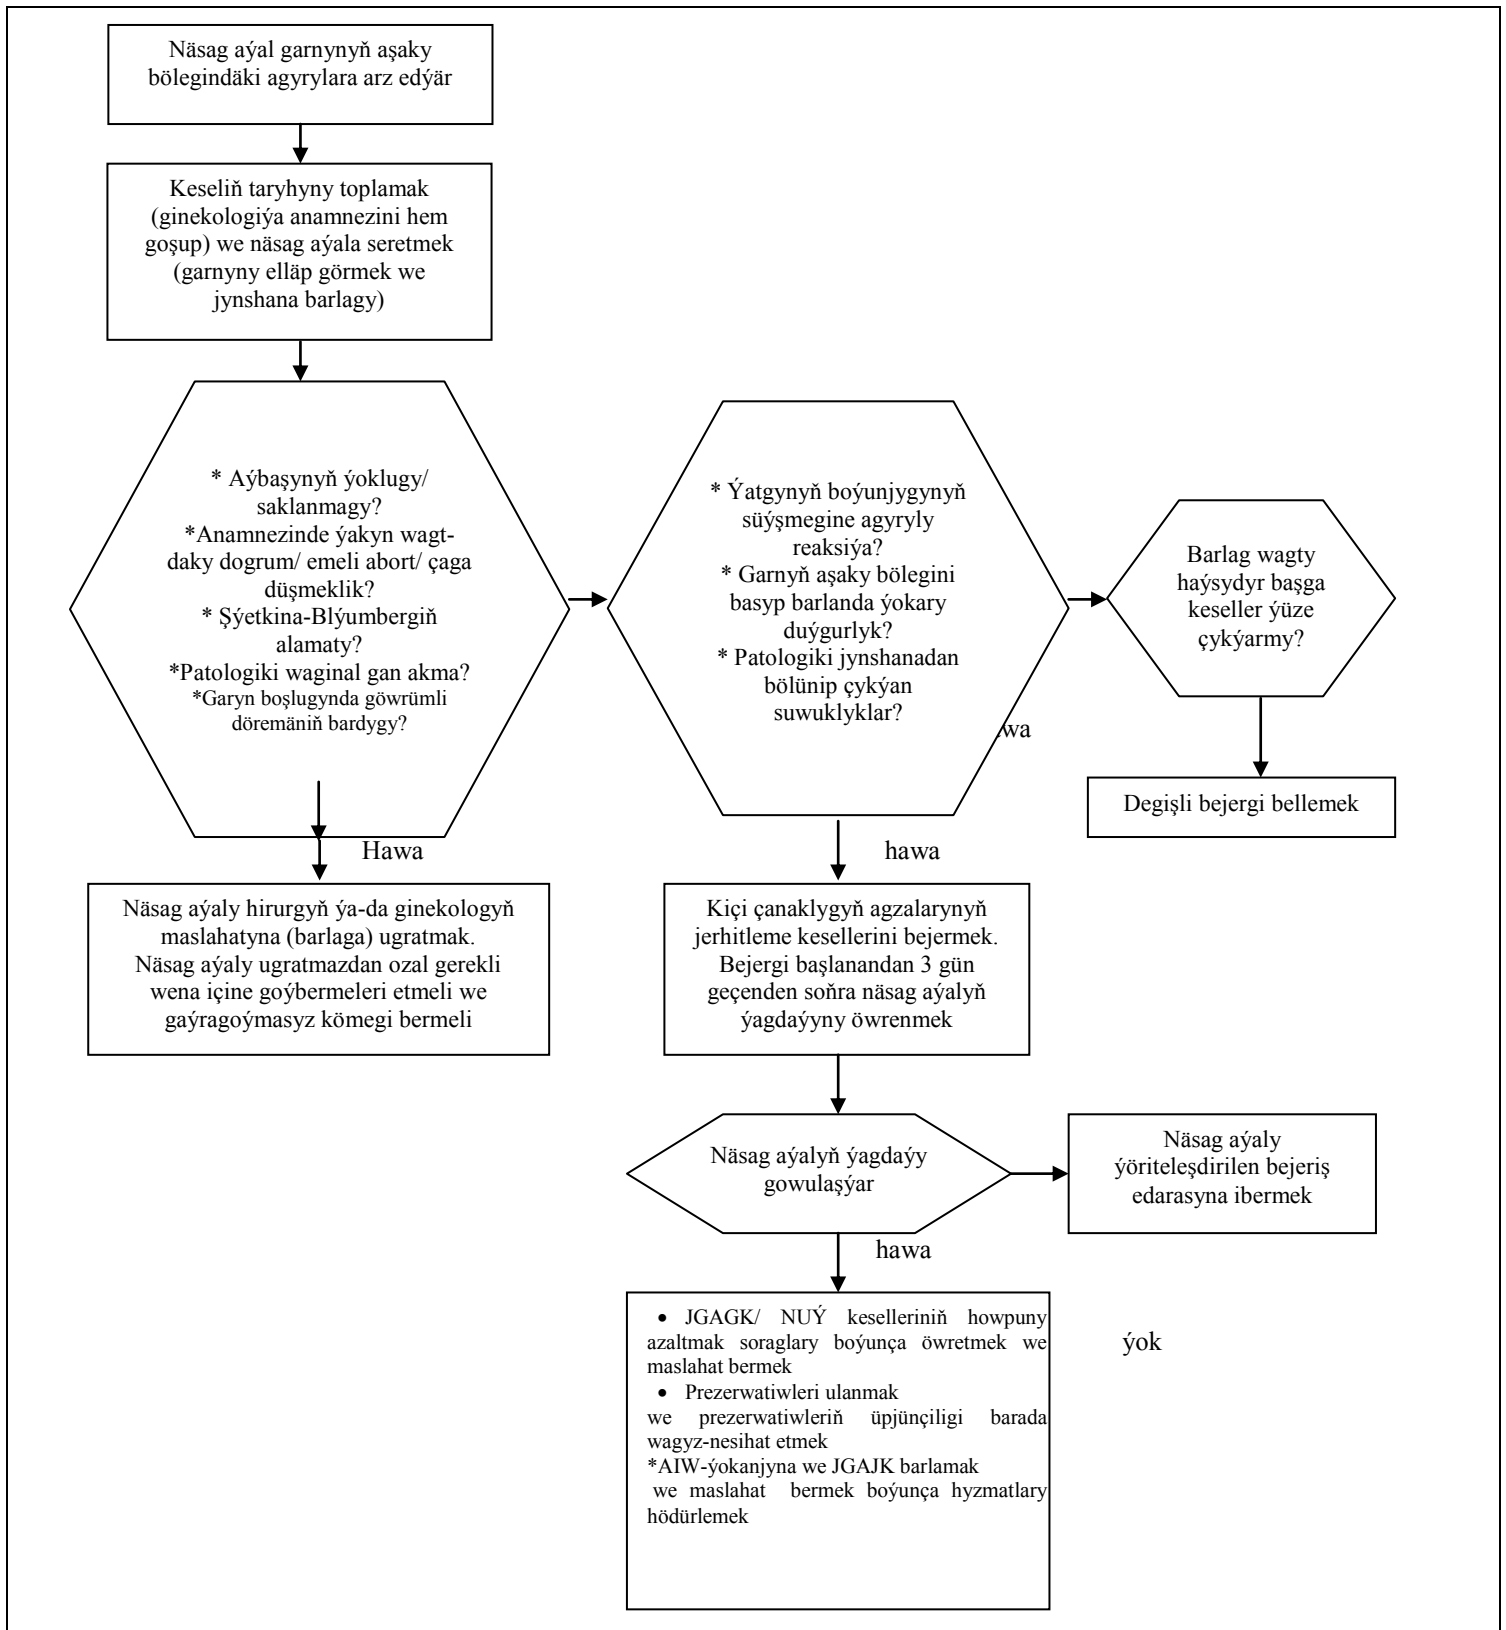 Näsag aýal garnynyň aşaky
bölegindäki agyrylara arz edýär
Keseliň taryhyny toplamak
(ginekologiýa anamnezini hem
goşup) we näsag aýala seretmek
(garnyny elläp görmek we
jynshana barlagy)
* Aýbaşynyň ýoklugy/
saklanmagy?
*Anamnezinde ýakyn wagt-
daky dogrum/ emeli abort/ çaga
düşmeklik?
* Şýetkina-Blýumbergiň
alamaty?
*Patologiki waginal gan akma?
*Garyn boşlugynda göwrümli
döremäniň bardygy?
* Ýatgynyň boýunjygynyň
süýşmegine agyryly
reaksiýa?
* Garnyň aşaky bölegini
basyp barlanda ýokary
duýgurlyk?
* Patologiki jynshanadan
bölünip çykýan
suwuklyklar?
wa
Barlag wagty
haýsydyr başga
keseller ýüze
çykýarmy?
Degişli bejergi bellemek
Hawa
hawa
Näsag aýaly hirurgyň ýa-da ginekologyň
maslahatyna (barlaga) ugratmak.
Näsag aýaly ugratmazdan ozal gerekli
wena içine goýbermeleri etmeli we
gaýragoýmasyz kömegi bermeli
Kiçi çanaklygyň agzalarynyň
jerhitleme kesellerini bejermek.
Bejergi başlanandan 3 gün
geçenden soňra näsag aýalyň
ýagdaýyny öwrenmek
Näsag aýalyň ýagdaýy
gowulaşýar
Näsag aýaly
ýöriteleşdirilen bejeriş
edarasyna ibermek
hawa
• JGAGK/ NUÝ keselleriniň howpuny
azaltmak soraglary boýunça öwretmek we
maslahat bermek
• Prezerwatiwleri ulanmak
we prezerwatiwleriň üpjünçiligi barada
wagyz-nesihat etmek
*AIW-ýokanjyna we JGAJK barlamak
we maslahat bermek boýunça hyzmatlary
hödürlemek
ýok